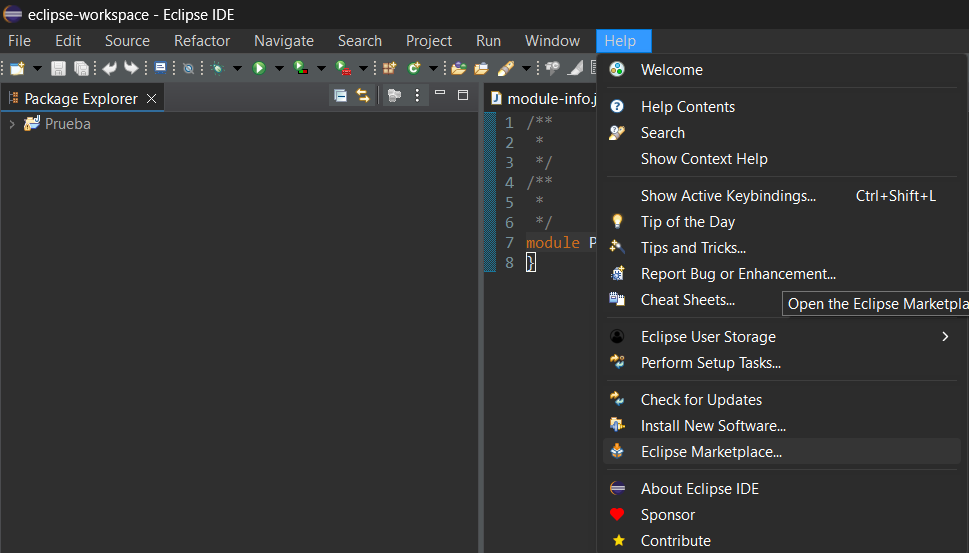 eclipse-workspace - Eclipse IDE
File Edit Source Refactor Navigate Search Project Run Window Help
Package Explorer
Prueba
module-info.j
1 /**
2 *
3 */
4 /**
5 *
6 */
7 module P
8 }
Welcome
Help Contents
Search
Show Context Help
Show Active Keybindings... Ctrl+Shift+L
Tip of the Day
Tips and Tricks...
Report Bug or Enhancement...
Cheat Sheets...
Open the Eclipse Marketpla
Eclipse User Storage
Perform Setup Tasks...
Check for Updates
Install New Software...
Eclipse Marketplace...
About Eclipse IDE
Sponsor
Contribute